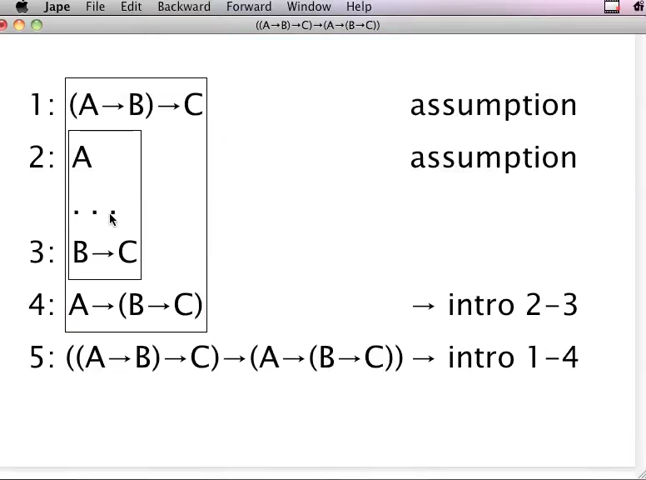 Jape File Edit Backward Forward Window Help
((A→B)→C)→(A→(B→C))
1: (A→B)→C assumption
2: A assumption
...
3: B→C
4: A→(B→C) → intro 2-3
5: ((A→B)→C)→(A→(B→C)) → intro 1-4